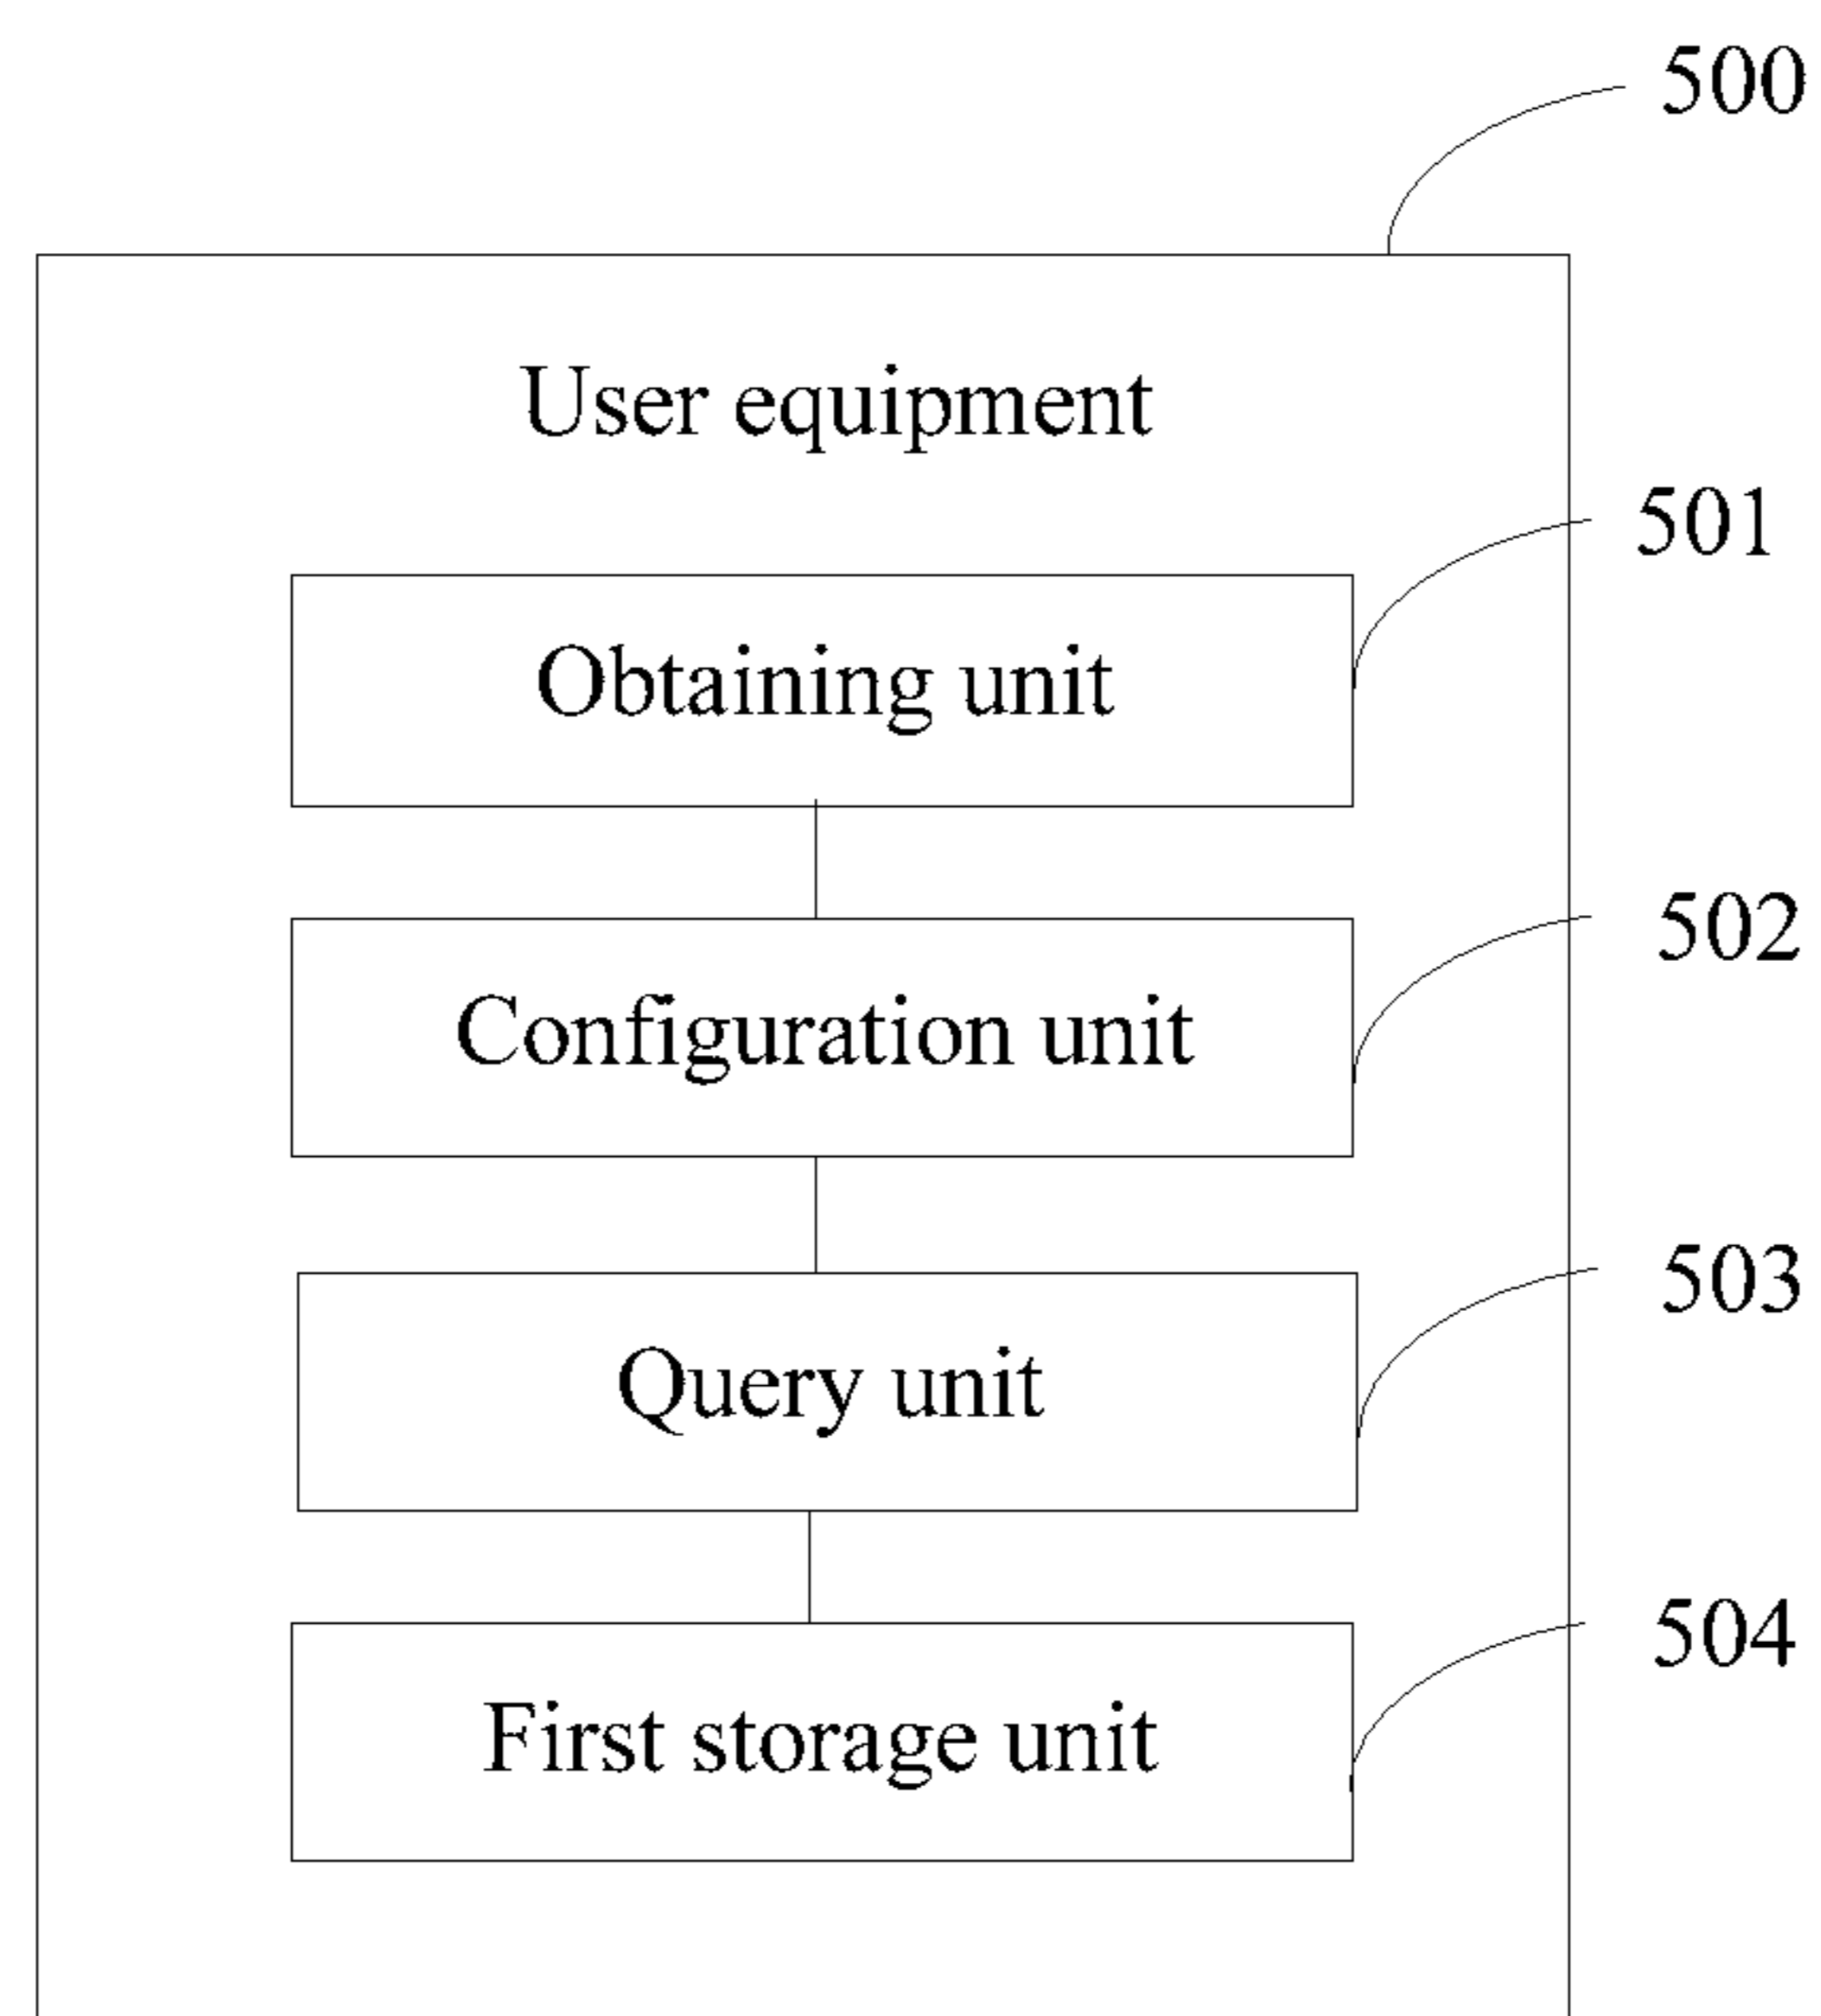 500
User equipment
501
Obtaining unit
502
Configuration unit
503
Query unit
504
First storage unit